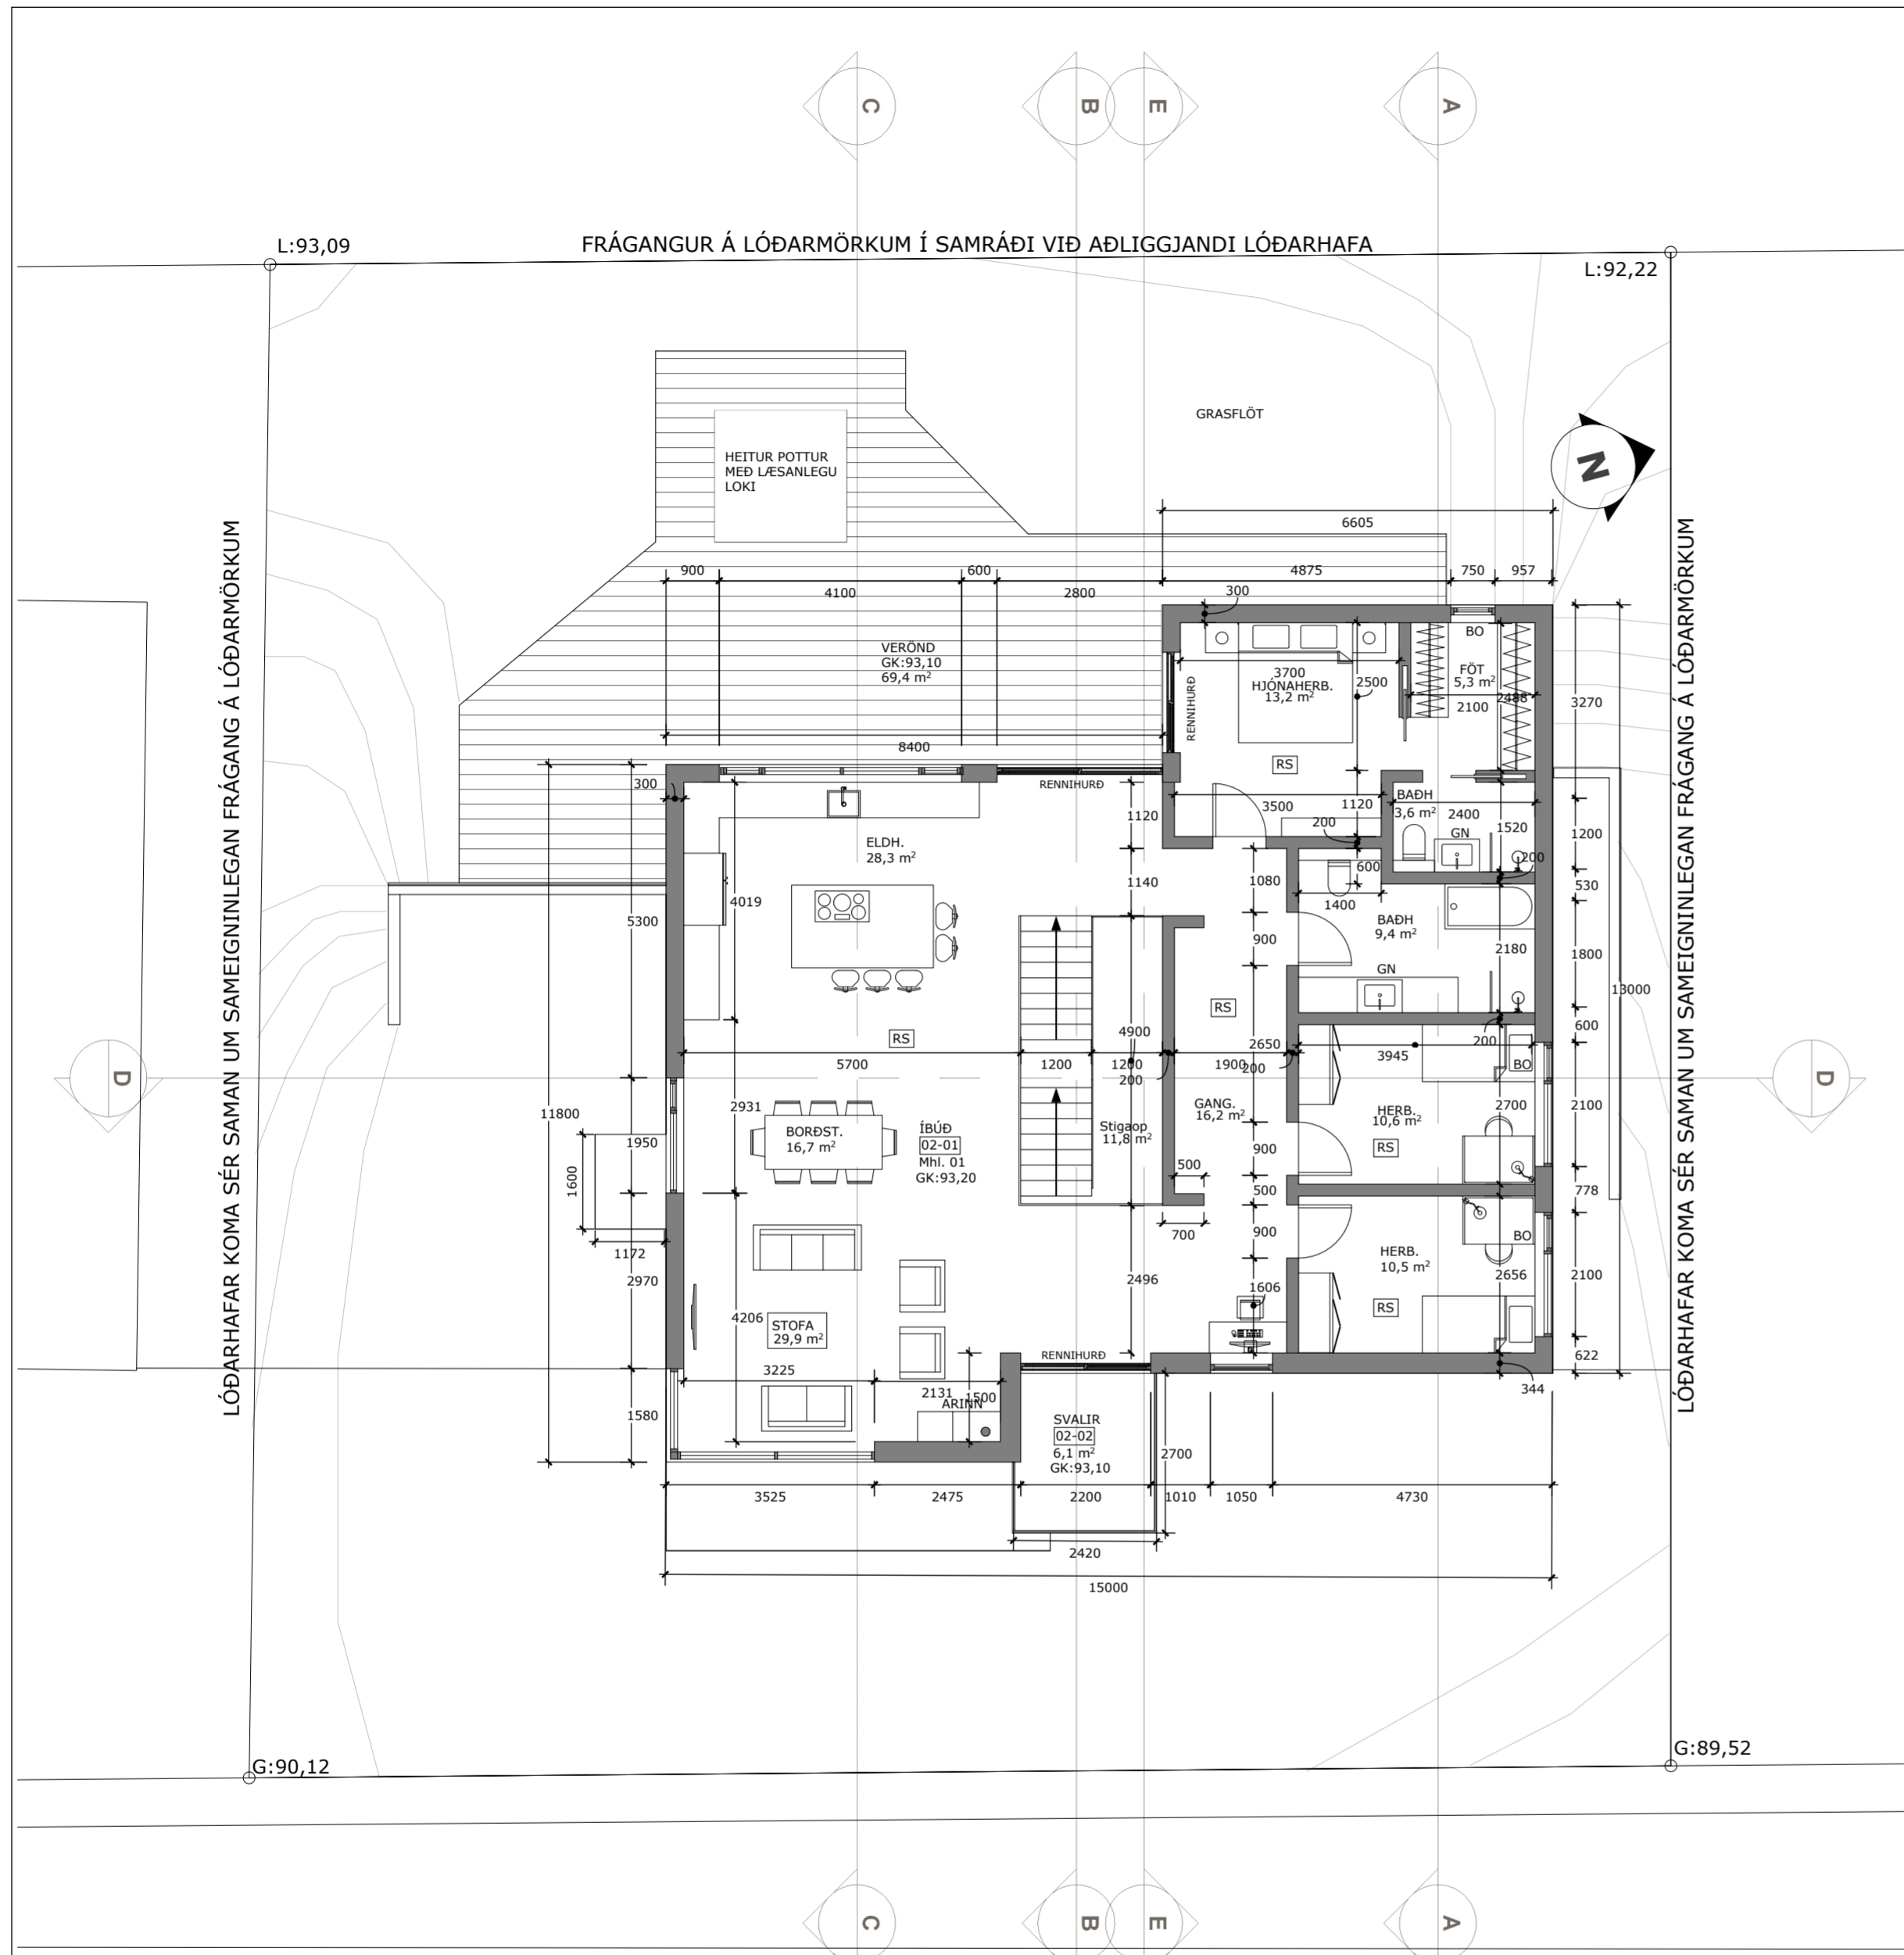 C
B
E
A
L:93,09
FRÁGANGUR Á LÓÐARMÖRKUM Í SAMRÁÐI VIÐ AÐLIGGJANDI LÓÐARHAFA
L:92,22
GRASFLÖT
N
HEITUR POTTUR
MEÐ LÆSANLEGU
LOKI
LÓÐARHAFAR KOMA SÉR SAMAN UM SAMEIGNINLEGAN FRÁGANG Á LÓÐARMÖRKUM
LÓÐARHAFAR KOMA SÉR SAMAN UM SAMEIGNINLEGAN FRÁGANG Á LÓÐARMÖRKUM
6605
900
4100
600
2800
4875
750
957
300
VERÖND
GK:93,10
69,4 m²
8400
RENNIHURÐ
3700
HJÓNAHERB.
13,2 m²
2500
BO
FÖT
5,3 m²
2488
2100
3270
RS
300
RENNIHURÐ
3500
1120
1120
200
BAÐH
3,6 m²
2400
GN
1520
200
1200
ELDH.
28,3 m²
600
530
4019
1140
1080
1400
5300
900
BAÐH
9,4 m²
2180
1800
GN
13000
RS
RS
4900
2650
200
600
5700
1200
1200
200
1900
200
3945
BO
D
D
2931
11800
GANG.
16,2 m²
HERB.
10,6 m²
2700
2100
BORÐST.
16,7 m²
ÍBÚÐ
02-01
Mhl. 01
GK:93,20
Stigaop
11,8 m²
1950
1600
RS
900
500
500
778
700
900
BO
1172
2970
2496
HERB.
10,5 m²
2656
2100
1606
RS
4206
STOFA
29,9 m²
RENNIHURÐ
622
3225
2131
1500
ARINN
344
1580
SVALIR
02-02
6,1 m²
GK:93,10
2700
3525
2475
2200
1010
1050
4730
2420
15000
G:90,12
G:89,52
C
B
E
A